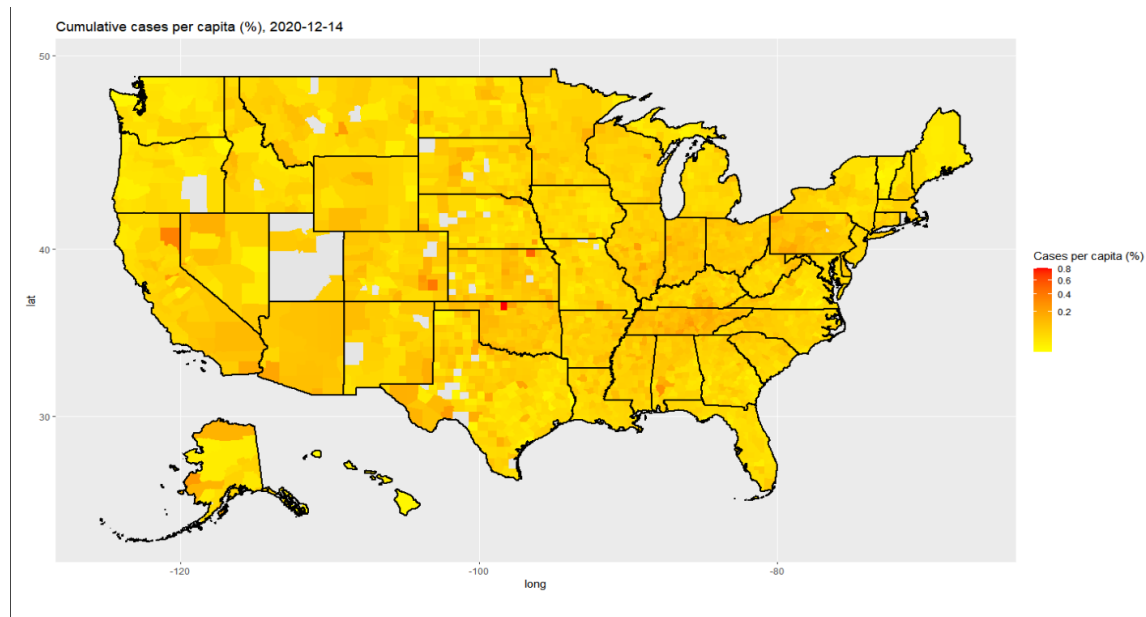 Cumulative cases per capita (%), 2020-12-14
50
40
30
lat
-120
-100
-80
long
Cases per capita (%)
0.8
0.6
0.4
0.2